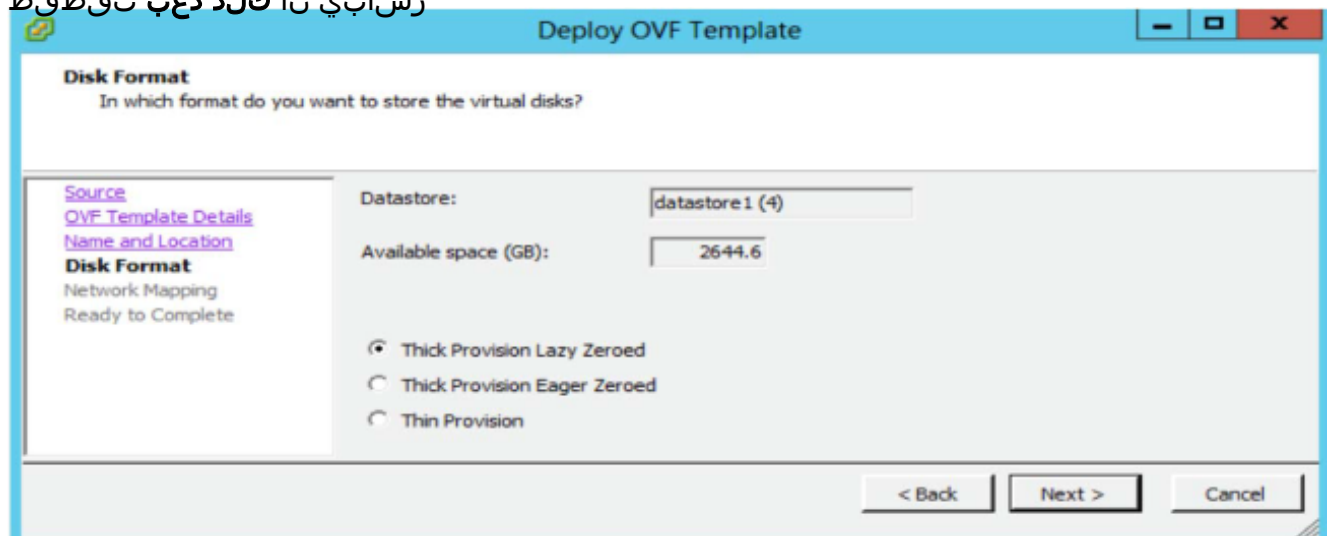 Deploy OVF Template
Disk Format
In which format do you want to store the virtual disks?
Source
OVF Template Details
Name and Location
Disk Format
Network Mapping
Ready to Complete
Datastore: datastore1 (4)
Available space (GB): 2644.6
Thick Provision Lazy Zeroed
Thick Provision Eager Zeroed
Thin Provision
< Back Next > Cancel